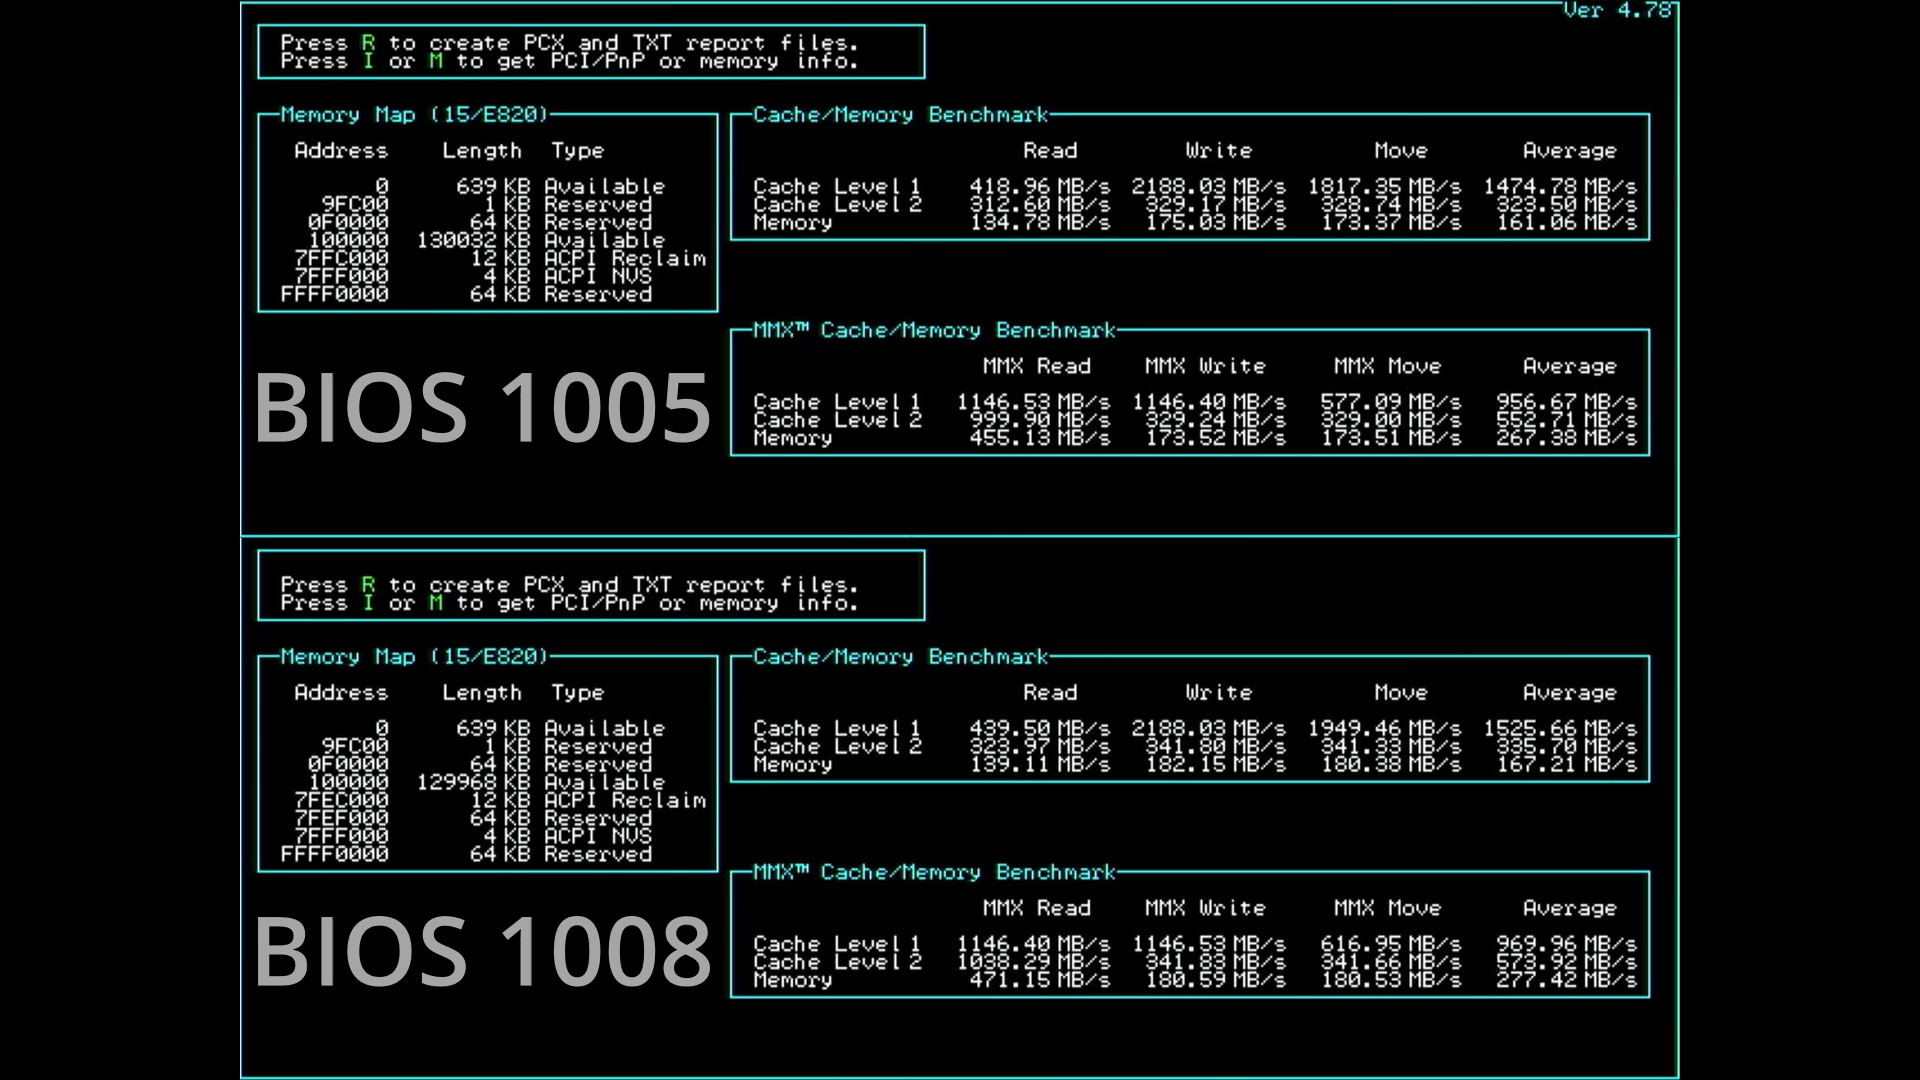 Ver 4.78
Press R to create PCX and TXT report files.
Press I or M to get PCI/PnP or memory info.
Memory Map (15/E820)
Address Length Type
0 639 KB Available
9FC00 1 KB Reserved
0F0000 64 KB Reserved
100000 130032 KB Available
7FFC000 12 KB ACPI Reclaim
7FFF000 4 KB ACPI NVS
FFFF0000 64 KB Reserved
Cache/Memory Benchmark
Read Write Move Average
Cache Level 1 418.96 MB/s 2188.03 MB/s 1817.35 MB/s 1474.78 MB/s
Cache Level 2 312.60 MB/s 329.17 MB/s 328.74 MB/s 323.50 MB/s
Memory 134.78 MB/s 175.03 MB/s 173.37 MB/s 161.06 MB/s
BIOS 1005
MMX™ Cache/Memory Benchmark
MMX Read MMX Write MMX Move Average
Cache Level 1 1146.53 MB/s 1146.40 MB/s 577.09 MB/s 956.67 MB/s
Cache Level 2 999.90 MB/s 329.24 MB/s 329.00 MB/s 552.71 MB/s
Memory 455.13 MB/s 173.52 MB/s 173.51 MB/s 267.38 MB/s
Press R to create PCX and TXT report files.
Press I or M to get PCI/PnP or memory info.
Memory Map (15/E820)
Address Length Type
0 639 KB Available
9FC00 1 KB Reserved
0F0000 64 KB Reserved
100000 129968 KB Available
7FEC000 12 KB ACPI Reclaim
7FEF000 64 KB Reserved
7FFF000 4 KB ACPI NVS
FFFF0000 64 KB Reserved
Cache/Memory Benchmark
Read Write Move Average
Cache Level 1 439.50 MB/s 2188.03 MB/s 1949.46 MB/s 1525.66 MB/s
Cache Level 2 323.97 MB/s 341.80 MB/s 341.33 MB/s 335.70 MB/s
Memory 139.11 MB/s 182.15 MB/s 180.38 MB/s 167.21 MB/s
BIOS 1008
MMX™ Cache/Memory Benchmark
MMX Read MMX Write MMX Move Average
Cache Level 1 1146.40 MB/s 1146.53 MB/s 616.95 MB/s 969.96 MB/s
Cache Level 2 1038.29 MB/s 341.83 MB/s 341.66 MB/s 573.92 MB/s
Memory 471.15 MB/s 180.59 MB/s 180.53 MB/s 277.42 MB/s